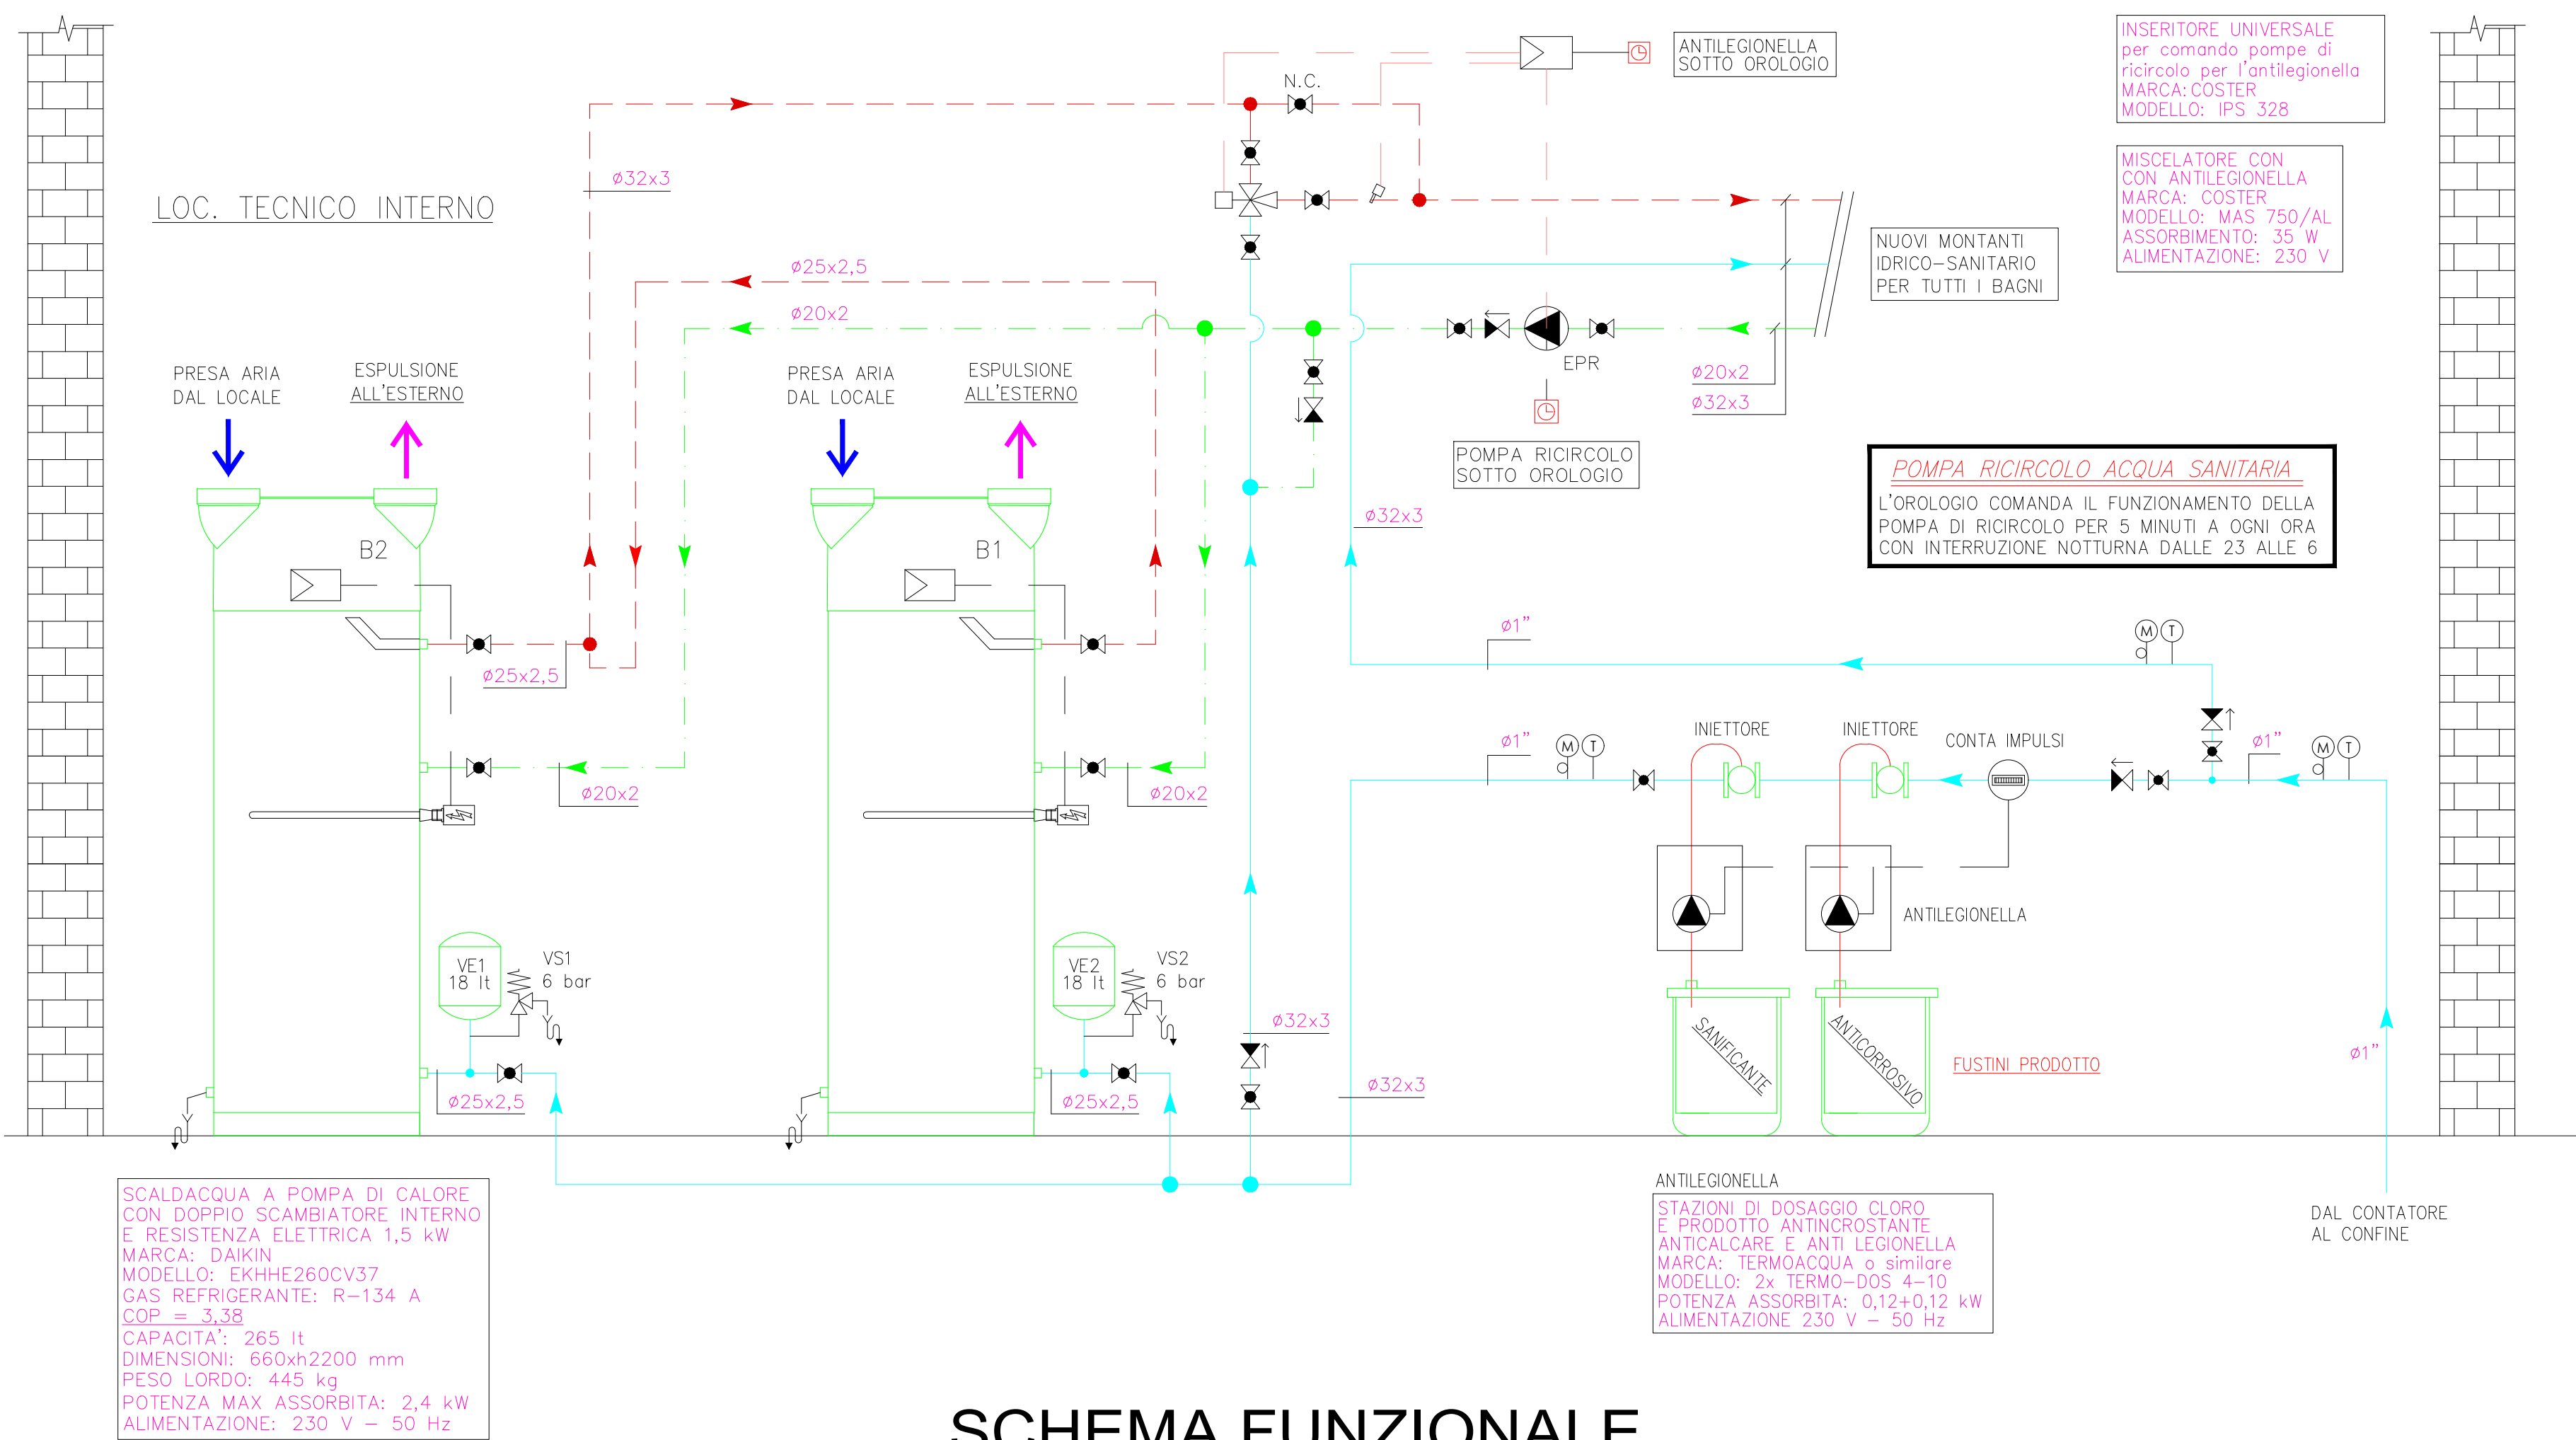 INSERITORE UNIVERSALE
per comando pompe di
ricircolo per l'antilegionella
MARCA: COSTER
MODELLO: IPS 328
ANTILEGIONELLA
SOTTO OROLOGIO
N.C.
MISCELATORE CON
CON ANTILEGIONELLA
MARCA: COSTER
MODELLO: MAS 750/AL
ASSORBIMENTO: 35 W
ALIMENTAZIONE: 230 V
ø32x3
LOC. TECNICO INTERNO
NUOVI MONTANTI
IDRICO-SANITARIO
PER TUTTI I BAGNI
ø25x2,5
ø20x2
EPR
ø20x2
ø32x3
PRESA ARIA
DAL LOCALE
ESPULSIONE
ALL'ESTERNO
PRESA ARIA
DAL LOCALE
ESPULSIONE
ALL'ESTERNO
POMPA RICIRCOLO
SOTTO OROLOGIO
POMPA RICIRCOLO ACQUA SANITARIA
L'OROLOGIO COMANDA IL FUNZIONAMENTO DELLA
POMPA DI RICIRCOLO PER 5 MINUTI A OGNI ORA
CON INTERRUZIONE NOTTURNA DALLE 23 ALLE 6
ø32x3
B2
B1
ø1"
M T
ø25x2,5
INIETTORE
INIETTORE
CONTA IMPULSI
ø1"
M T
ø1"
M T
ø20x2
ø20x2
ANTILEGIONELLA
VE1
18 lt
VS1
6 bar
VE2
18 lt
VS2
6 bar
ø32x3
SANIFICANTE
ANTICORROSIVO
FUSTINI PRODOTTO
ø1"
ø32x3
ø25x2,5
ø25x2,5
SCALDACQUA A POMPA DI CALORE
CON DOPPIO SCAMBIATORE INTERNO
E RESISTENZA ELETTRICA 1,5 kW
MARCA: DAIKIN
MODELLO: EKHHE260CV37
GAS REFRIGERANTE: R-134 A
COP = 3,38
CAPACITA': 265 lt
DIMENSIONI: 660xh2200 mm
PESO LORDO: 445 kg
POTENZA MAX ASSORBITA: 2,4 kW
ALIMENTAZIONE: 230 V - 50 Hz
ANTILEGIONELLA
STAZIONI DI DOSAGGIO CLORO
E PRODOTTO ANTINCROSTANTE
ANTICALCARE E ANTI LEGIONELLA
MARCA: TERMOACQUA o similare
MODELLO: 2x TERMO-DOS 4-10
POTENZA ASSORBITA: 0,12+0,12 kW
ALIMENTAZIONE 230 V - 50 Hz
DAL CONTATORE
AL CONFINE
SCHEMA FUNZIONALE